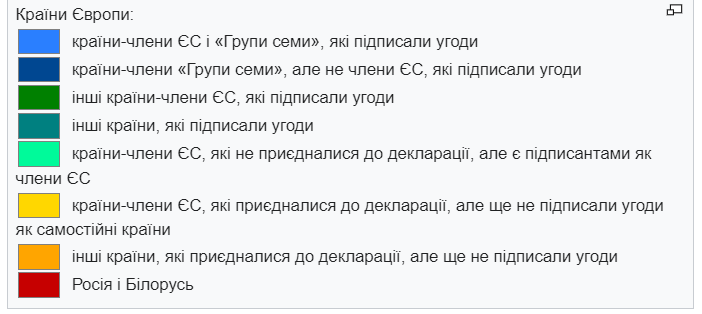 Країни Європи:
країни-члени ЄС і «Групи семи», які підписали угоди
країни-члени «Групи семи», але не члени ЄС, які підписали угоди
інші країни-члени ЄС, які підписали угоди
інші країни, які підписали угоди
країни-члени ЄС, які не приєдналися до декларації, але є підписантами як
члени ЄС
країни-члени ЄС, які приєдналися до декларації, але ще не підписали угоди
як самостійні країни
інші країни, які приєдналися до декларації, але ще не підписали угоди
Росія і Білорусь